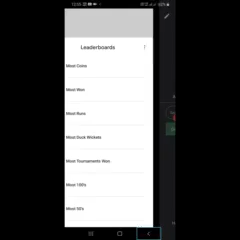 Leaderboards
Most Coins
Most Won
Most Runs
Most Duck Wickets
Most Tournaments Won
Most 100's
Most 50's